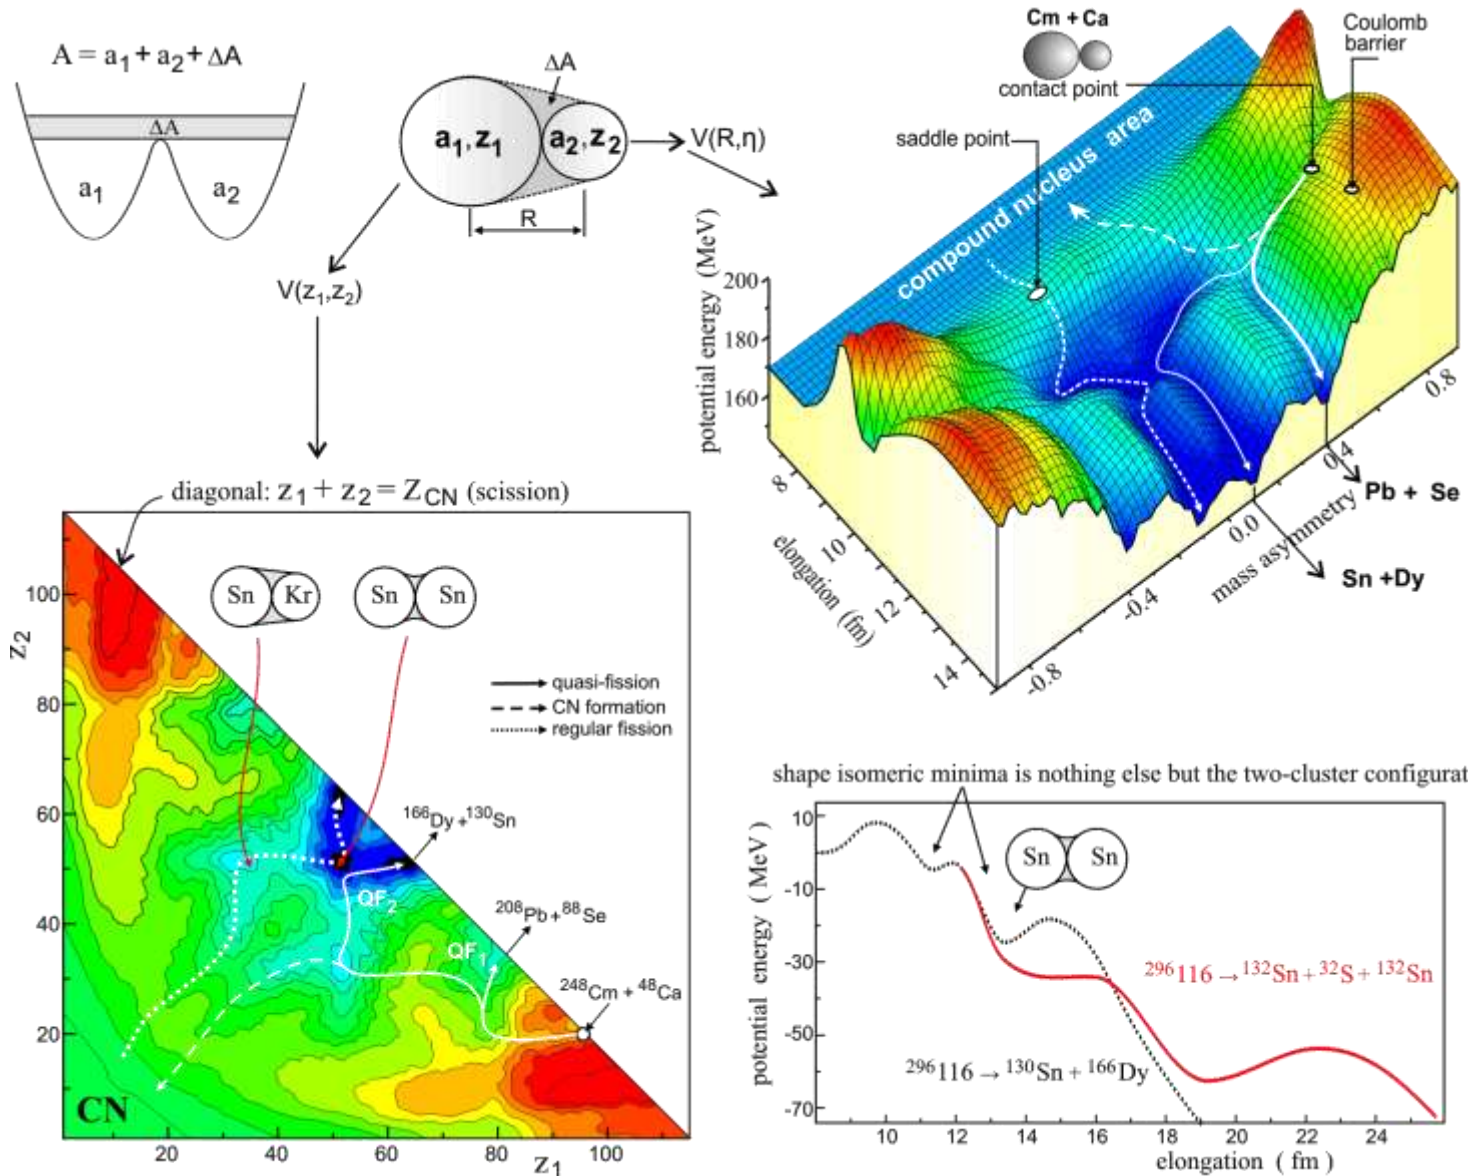 A = a1 + a2 + ΔA
ΔA
a1
a2
ΔA
a1,z1
a2,z2
R
V(R,η)
V(z1,z2)
Cm + Ca
contact point
Coulomb
barrier
saddle point
compound nucleus area
potential energy (MeV)
200
180
160
8
10
12
14
elongation (fm)
-0.8
-0.4
0.0
0.4
0.8
mass asymmetry
Pb + Se
Sn +Dy
diagonal: z1 + z2 = ZCN (scission)
Sn
Kr
Sn
Sn
quasi-fission
CN formation
regular fission
166Dy +130Sn
208Pb +88Se
248Cm + 48Ca
QF2
QF1
CN
z2
100
80
60
40
20
20
40
60
80
100
z1
shape isomeric minima is nothing else but the two-cluster configurat
Sn
Sn
296116 → 132Sn + 32S + 132Sn
296116 → 130Sn + 166Dy
potential energy ( MeV )
10
-10
-30
-50
-70
10
12
14
16
18
20
22
24
elongation ( fm )